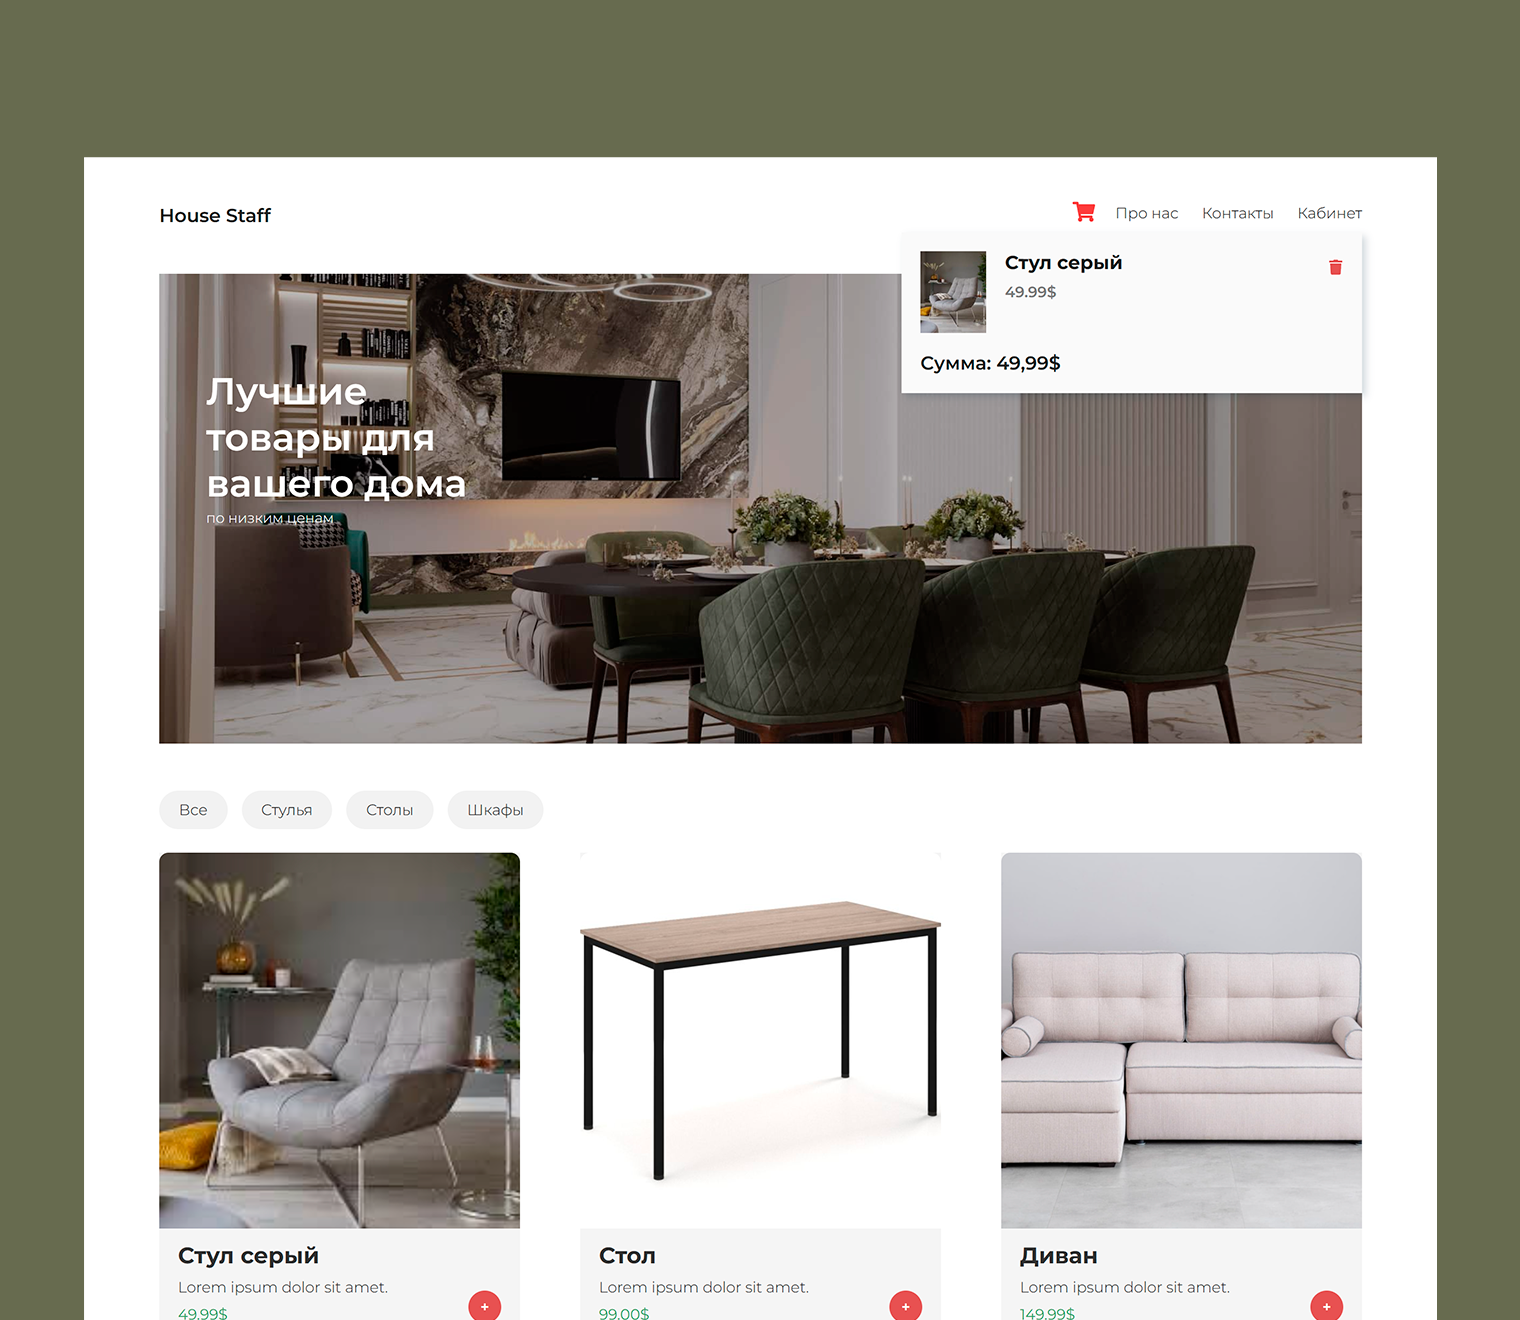 House Staff
Про нас
Контакты
Кабинет
Стул серый
49.99$
Сумма: 49,99$
Лучшие
товары для
вашего дома
по низким ценам
Все
Стулья
Столы
Шкафы
Стул серый
Lorem ipsum dolor sit amet.
49.99$
+
Стол
Lorem ipsum dolor sit amet.
99.00$
+
Диван
Lorem ipsum dolor sit amet.
149.99$
+